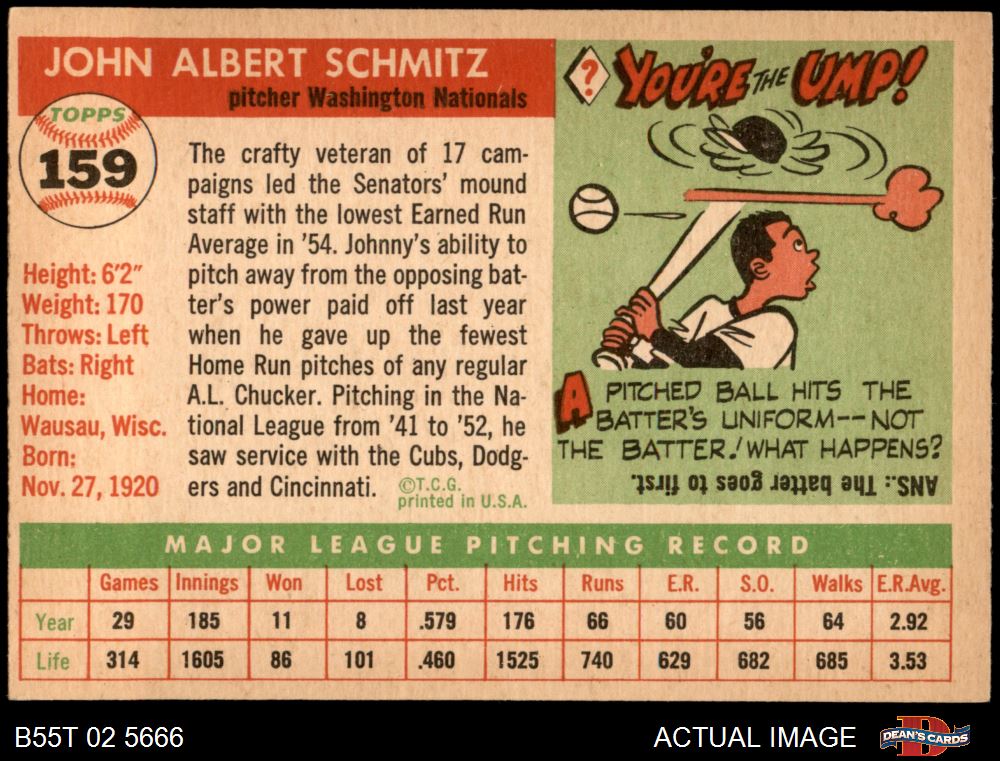 JOHN ALBERT SCHMITZ
pitcher Washington Nationals
TOPPS
159
Height: 6'2"
Weight: 170
Throws: Left
Bats: Right
Home:
Wausau, Wisc.
Born:
Nov. 27, 1920
The crafty veteran of 17 cam-
paigns led the Senators' mound
staff with the lowest Earned Run
Average in '54. Johnny's ability to
pitch away from the opposing bat-
ter's power paid off last year
when he gave up the fewest
Home Run pitches of any regular
A.L. Chucker. Pitching in the Na-
tional League from '41 to '52, he
saw service with the Cubs, Dodg-
ers and Cincinnati.
©T.C.G.
printed in U.S.A.
?
YOU'RE THE UMP!
A PITCHED BALL HITS THE
BATTER'S UNIFORM--NOT
THE BATTER! WHAT HAPPENS?
ANS.: The batter goes to first.
MAJOR LEAGUE PITCHING RECORD
Games Innings Won Lost Pct. Hits Runs E.R. S.O. Walks E.R.Avg.
Year 29 185 11 8 .579 176 66 60 56 64 2.92
Life 314 1605 86 101 .460 1525 740 629 682 685 3.53
B55T 02 5666
ACTUAL IMAGE
D
DEAN'S CARDS